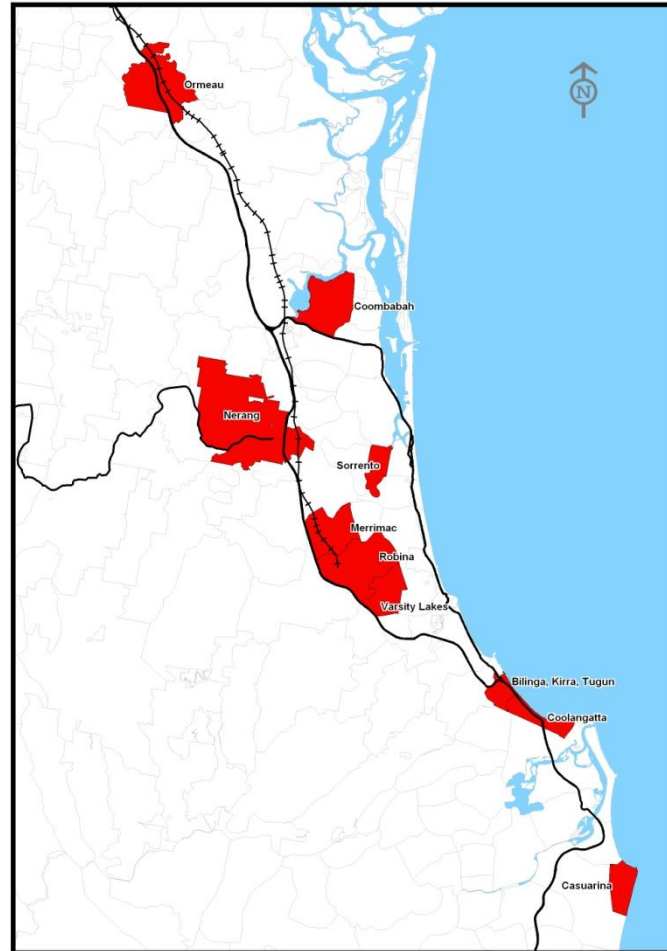 Ormeau
N
Coombabah
Nerang
Sorrento
Merrimac
Robina
Varsity Lakes
Bilinga, Kirra, Tugun
Coolangatta
Casuarina